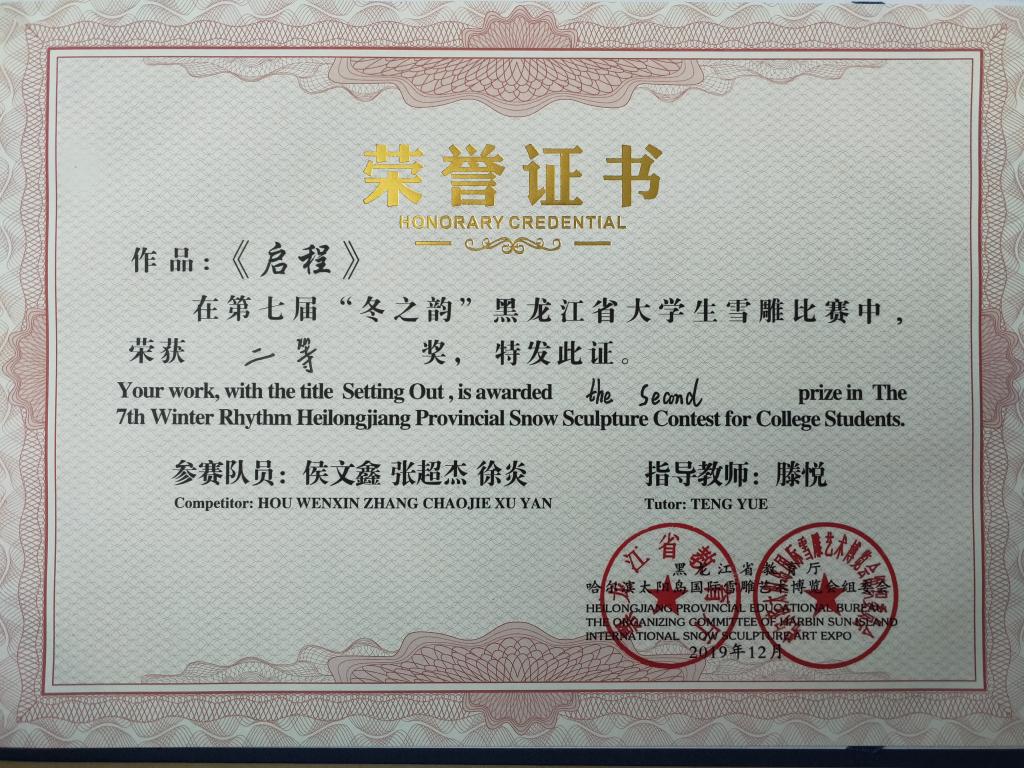 荣誉证书
HONORARY CREDENTIAL
作品：《启程》
在第七届“冬之韵”黑龙江省大学生雪雕比赛中，
荣获 二等 奖，特发此证。
Your work, with the title Setting Out , is awarded the Second prize in The
7th Winter Rhythm Heilongjiang Provincial Snow Sculpture Contest for College Students.
参赛队员：侯文鑫 张超杰 徐炎
Competitor: HOU WENXIN ZHANG CHAOJIE XU YAN
指导教师：滕悦
Tutor: TENG YUE
黑龙江省教育厅
哈尔滨太阳岛国际雪雕艺术博览会组委会
HEILONGJIANG PROVINCIAL EDUCATIONAL BUREAU
THE ORGANIZING COMMITTEE OF HARBIN SUN ISLAND
INTERNATIONAL SNOW SCULPTURE ART EXPO
2019年12月
黑龙江省教育厅